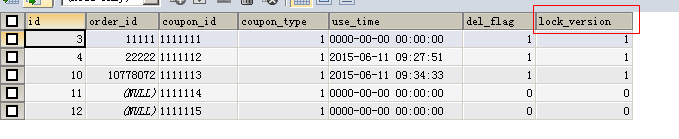 id order_id coupon_id coupon_type use_time del_flag lock_version
3 11111 1111111 1 0000-00-00 00:00:00 1 1
4 22222 1111112 1 2015-06-11 09:27:51 1 1
10 10778072 1111113 1 2015-06-11 09:34:33 1 1
11 (NULL) 1111114 1 0000-00-00 00:00:00 0 0
12 (NULL) 1111115 1 0000-00-00 00:00:00 0 0